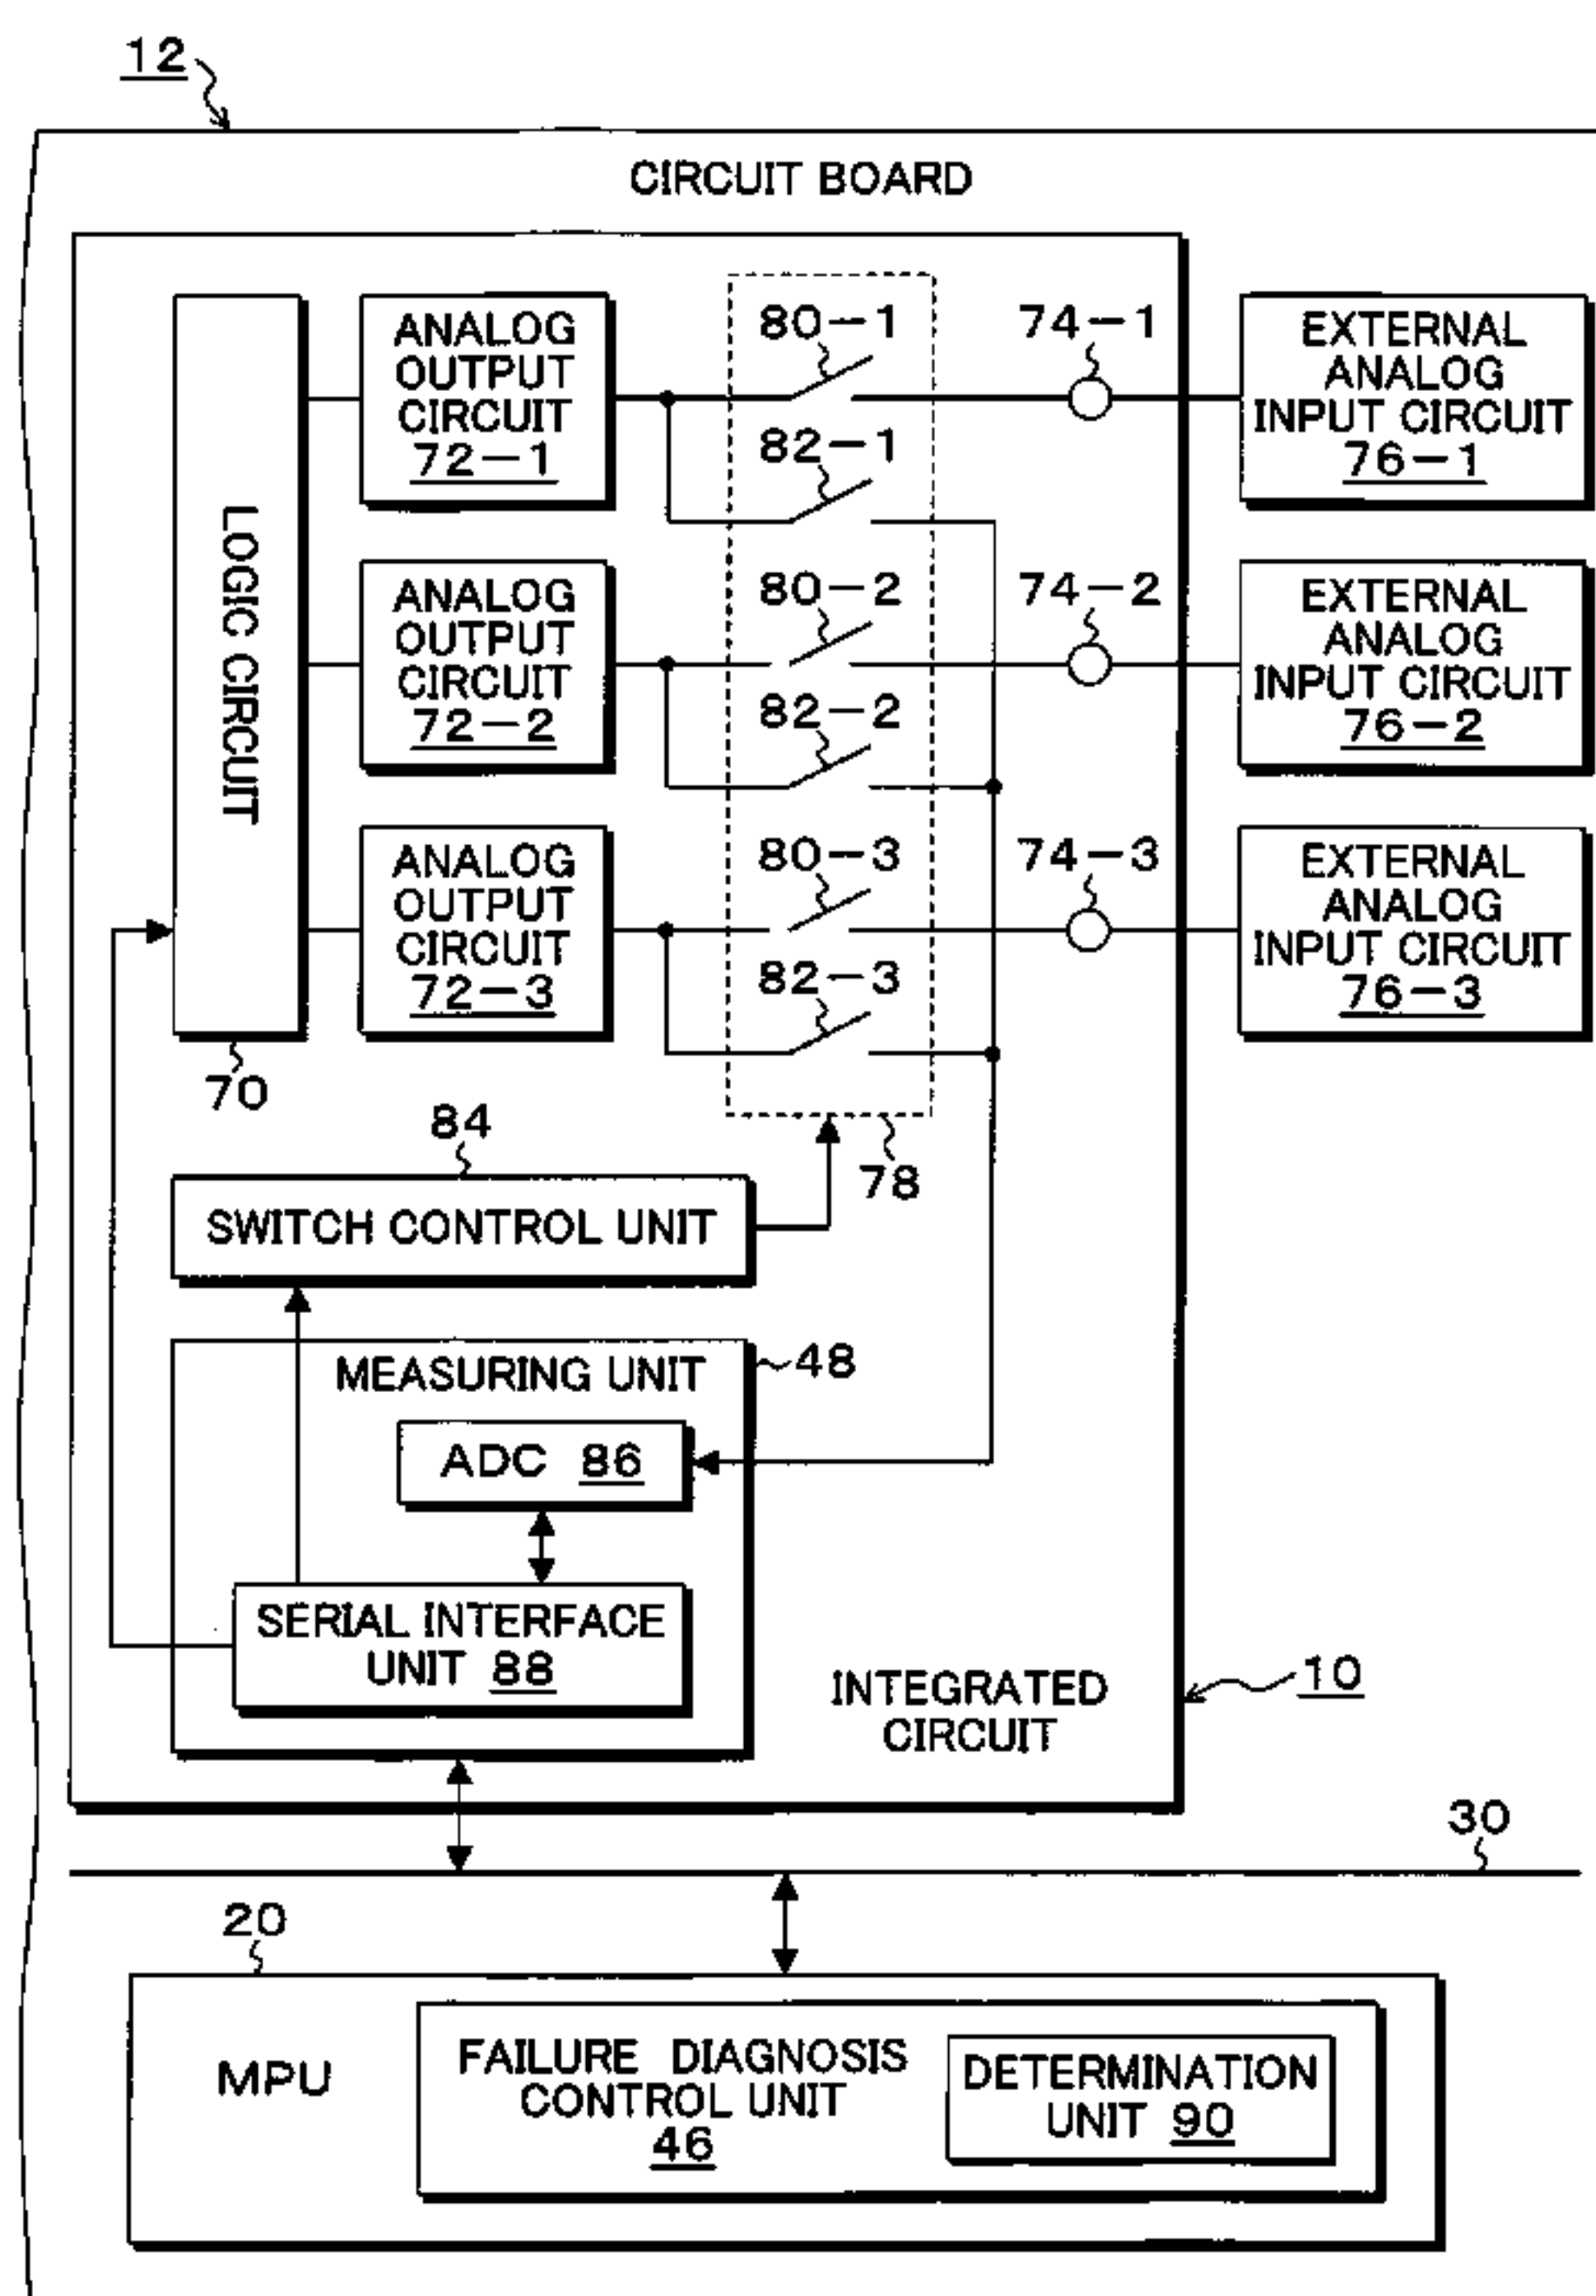 12
CIRCUIT BOARD
LOGIC CIRCUIT
70
ANALOG
OUTPUT
CIRCUIT
72-1
80-1
82-1
74-1
EXTERNAL
ANALOG
INPUT CIRCUIT
76-1
ANALOG
OUTPUT
CIRCUIT
72-2
80-2
82-2
74-2
EXTERNAL
ANALOG
INPUT CIRCUIT
76-2
ANALOG
OUTPUT
CIRCUIT
72-3
80-3
82-3
74-3
EXTERNAL
ANALOG
INPUT CIRCUIT
76-3
78
84
SWITCH CONTROL UNIT
MEASURING UNIT
48
ADC 86
SERIAL INTERFACE
UNIT 88
INTEGRATED
CIRCUIT
10
30
20
MPU
FAILURE DIAGNOSIS
CONTROL UNIT
46
DETERMINATION
UNIT 90